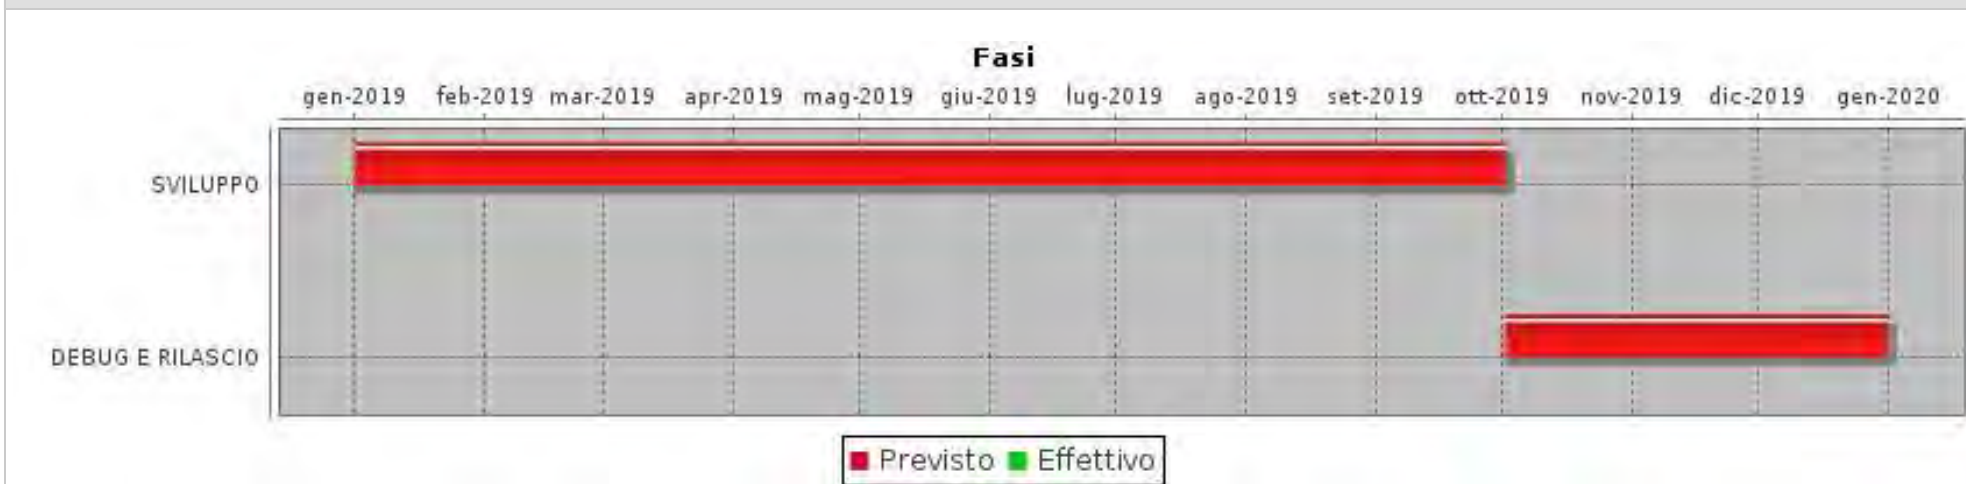 Fasi
gen-2019 feb-2019 mar-2019 apr-2019 mag-2019 giu-2019 lug-2019 ago-2019 set-2019 ott-2019 nov-2019 dic-2019 gen-2020
SVILUPPO
DEBUG E RILASCIO
Previsto Effettivo